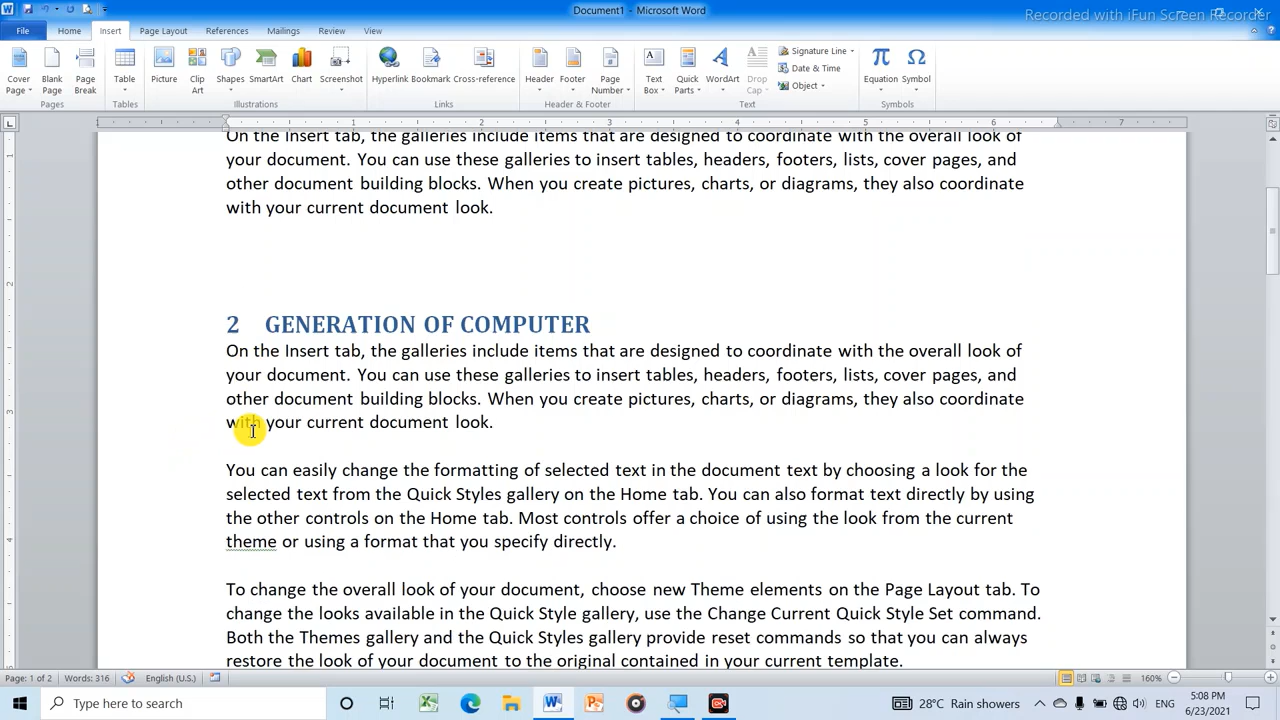 Document1 - Microsoft Word
Recorded with iFun Screen Recorder
File Home Insert Page Layout References Mailings Review View
Cover Page Blank Page Page Break Table Picture Clip Art Shapes SmartArt Chart Screenshot Hyperlink Bookmark Cross-reference Header Footer Page Number Text Box Quick Parts WordArt Drop Cap Signature Line Date & Time Object Equation Symbol
Pages Tables Illustrations Links Header & Footer Text Symbols
1 2 3 4 5 6 7
On the Insert tab, the galleries include items that are designed to coordinate with the overall look of
your document. You can use these galleries to insert tables, headers, footers, lists, cover pages, and
other document building blocks. When you create pictures, charts, or diagrams, they also coordinate
with your current document look.
2 GENERATION OF COMPUTER
On the Insert tab, the galleries include items that are designed to coordinate with the overall look of
your document. You can use these galleries to insert tables, headers, footers, lists, cover pages, and
other document building blocks. When you create pictures, charts, or diagrams, they also coordinate
with your current document look.
You can easily change the formatting of selected text in the document text by choosing a look for the
selected text from the Quick Styles gallery on the Home tab. You can also format text directly by using
the other controls on the Home tab. Most controls offer a choice of using the look from the current
theme or using a format that you specify directly.
To change the overall look of your document, choose new Theme elements on the Page Layout tab. To
change the looks available in the Quick Style gallery, use the Change Current Quick Style Set command.
Both the Themes gallery and the Quick Styles gallery provide reset commands so that you can always
restore the look of your document to the original contained in your current template.
Page: 1 of 2 Words: 316 English (U.S.) 160%
Type here to search 28°C Rain showers ENG 5:08 PM
6/23/2021